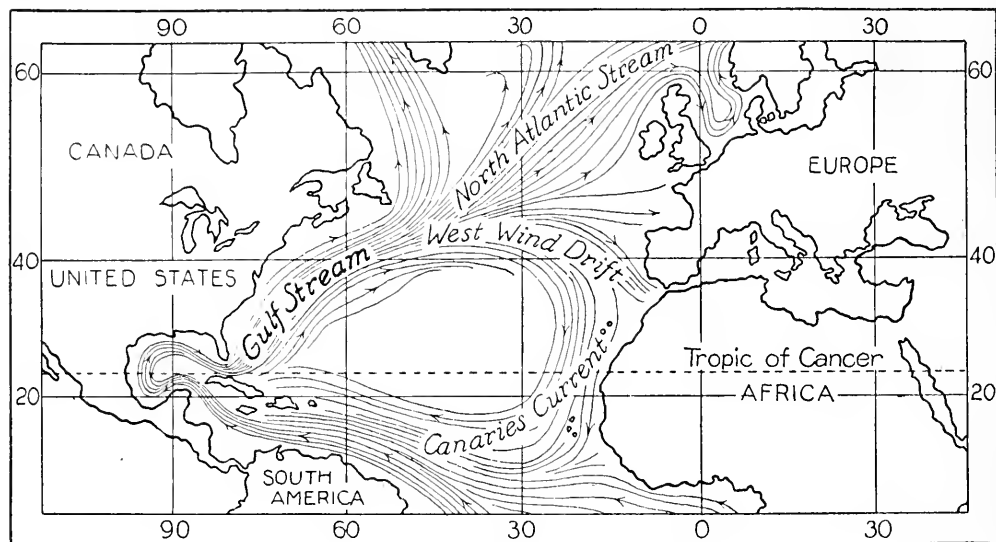 90 60 30 0 30
60 60
North Atlantic Stream
CANADA
EUROPE
West Wind Drift
40 40
UNITED STATES
Gulf Stream
Tropic of Cancer
20 AFRICA 20
Canaries Current
SOUTH
AMERICA
90 60 30 0 30